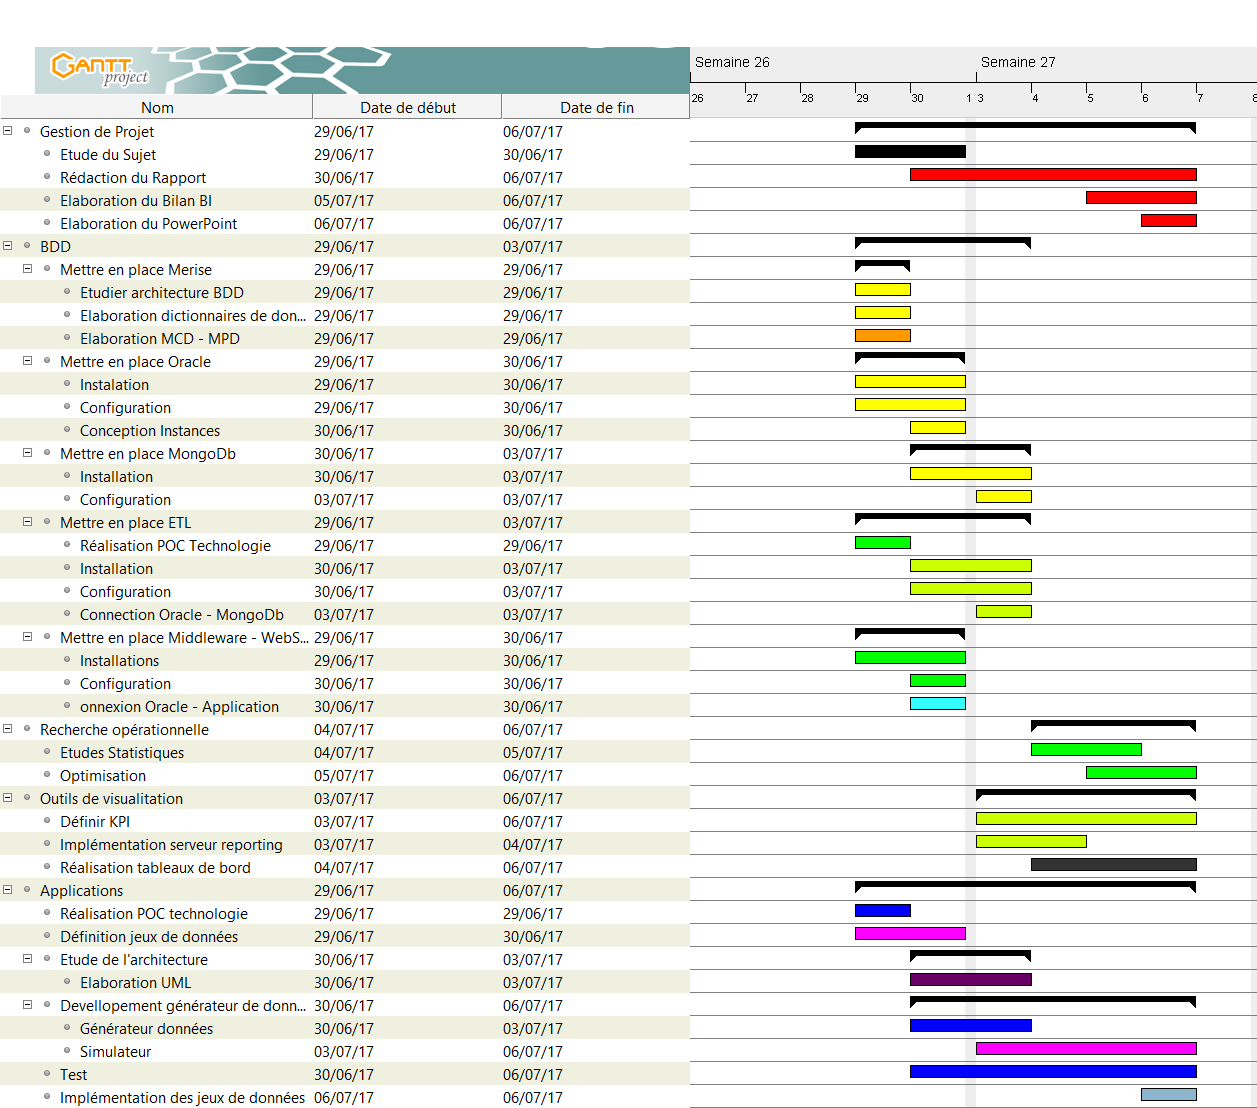 GANTT
project
Semaine 26 Semaine 27
26 27 28 29 30 1 3 4 5 6 7 8
Nom Date de début Date de fin
Gestion de Projet 29/06/17 06/07/17
Etude du Sujet 29/06/17 30/06/17
Rédaction du Rapport 30/06/17 06/07/17
Elaboration du Bilan BI 05/07/17 06/07/17
Elaboration du PowerPoint 06/07/17 06/07/17
BDD 29/06/17 03/07/17
Mettre en place Merise 29/06/17 29/06/17
Etudier architecture BDD 29/06/17 29/06/17
Elaboration dictionnaires de don... 29/06/17 29/06/17
Elaboration MCD - MPD 29/06/17 29/06/17
Mettre en place Oracle 29/06/17 30/06/17
Instalation 29/06/17 30/06/17
Configuration 29/06/17 30/06/17
Conception Instances 30/06/17 30/06/17
Mettre en place MongoDb 30/06/17 03/07/17
Installation 30/06/17 03/07/17
Configuration 03/07/17 03/07/17
Mettre en place ETL 29/06/17 03/07/17
Réalisation POC Technologie 29/06/17 29/06/17
Installation 30/06/17 03/07/17
Configuration 30/06/17 03/07/17
Connection Oracle - MongoDb 03/07/17 03/07/17
Mettre en place Middleware - WebS... 29/06/17 30/06/17
Installations 29/06/17 30/06/17
Configuration 30/06/17 30/06/17
onnexion Oracle - Application 30/06/17 30/06/17
Recherche opérationnelle 04/07/17 06/07/17
Etudes Statistiques 04/07/17 05/07/17
Optimisation 05/07/17 06/07/17
Outils de visualitation 03/07/17 06/07/17
Définir KPI 03/07/17 06/07/17
Implémentation serveur reporting 03/07/17 04/07/17
Réalisation tableaux de bord 04/07/17 06/07/17
Applications 29/06/17 06/07/17
Réalisation POC technologie 29/06/17 29/06/17
Définition jeux de données 29/06/17 30/06/17
Etude de l'architecture 30/06/17 03/07/17
Elaboration UML 30/06/17 03/07/17
Devellopement générateur de donn... 30/06/17 06/07/17
Générateur données 30/06/17 03/07/17
Simulateur 03/07/17 06/07/17
Test 30/06/17 06/07/17
Implémentation des jeux de données 06/07/17 06/07/17